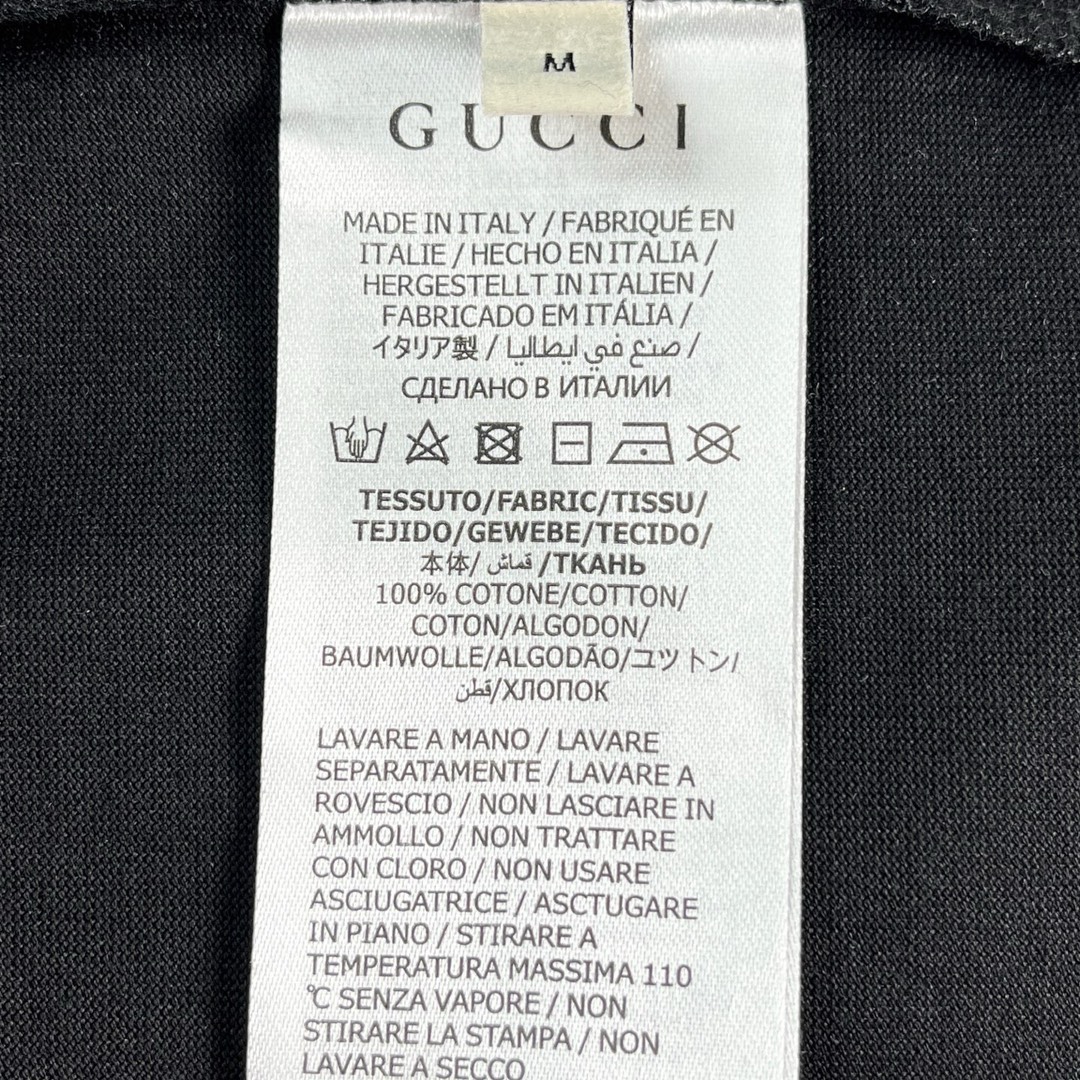 M
GUCCI
MADE IN ITALY / FABRIQUÉ EN
ITALIE / HECHO EN ITALIA /
HERGESTELLT IN ITALIEN /
FABRICADO EM ITÁLIA /
イタリア製 / صنع في ايطاليا /
СДЕЛАНО В ИТАЛИИ
TESSUTO/FABRIC/TISSU/
TEJIDO/GEWEBE/TECIDO/
本体/ قماش /ТКАНЬ
100% COTONE/COTTON/
COTON/ALGODON/
BAUMWOLLE/ALGODÃO/ユツトン/
قطن/ХЛОПОК
LAVARE A MANO / LAVARE
SEPARATAMENTE / LAVARE A
ROVESCIO / NON LASCIARE IN
AMMOLLO / NON TRATTARE
CON CLORO / NON USARE
ASCIUGATRICE / ASCTUGARE
IN PIANO / STIRARE A
TEMPERATURA MASSIMA 110
℃ SENZA VAPORE / NON
STIRARE LA STAMPA / NON
LAVARE A SECCO